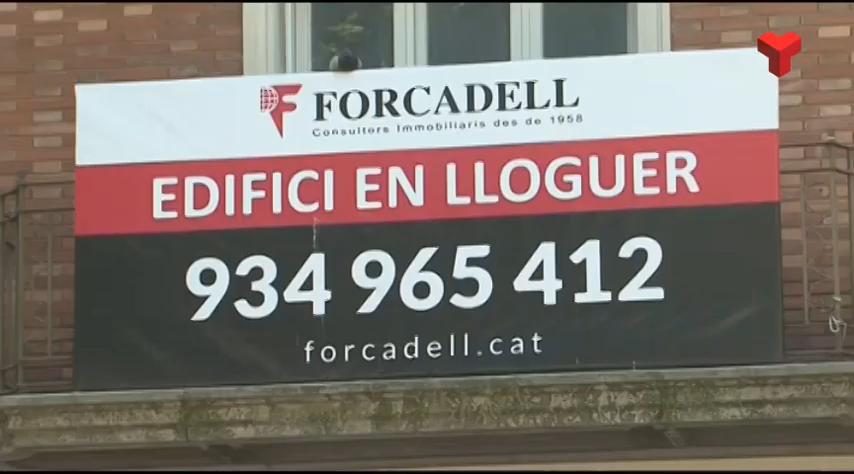 FORCADELL
Consultors Immobiliaris des de 1958
EDIFICI EN LLOGUER
934 965 412
forcadell.cat